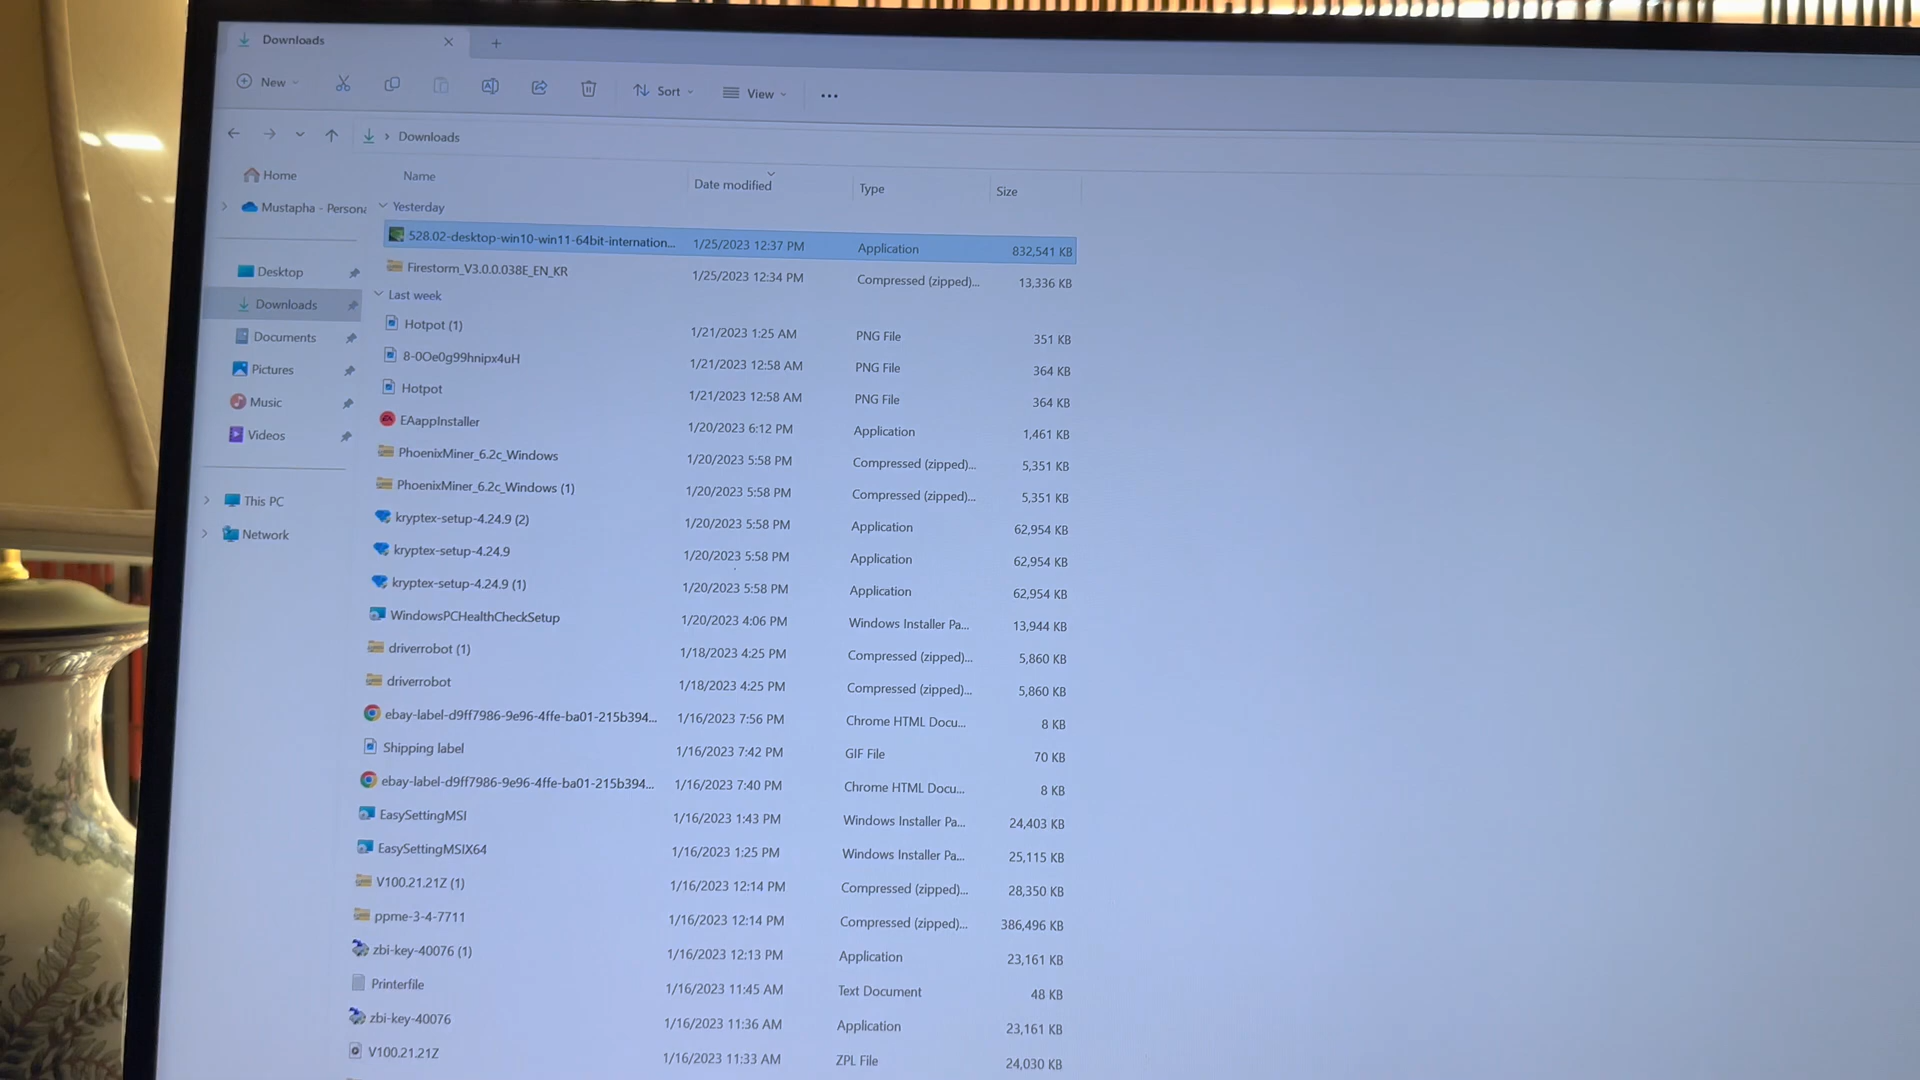 Downloads
New
Sort
View
Downloads
Home
Mustapha - Persona
Desktop
Downloads
Documents
Pictures
Music
Videos
This PC
Network
Name Date modified Type Size
Yesterday
528.02-desktop-win10-win11-64bit-internation... 1/25/2023 12:37 PM Application 832,541 KB
Firestorm_V3.0.0.038E_EN_KR 1/25/2023 12:34 PM Compressed (zipped)... 13,336 KB
Last week
Hotpot (1) 1/21/2023 1:25 AM PNG File 351 KB
8-0Oe0g99hnipx4uH 1/21/2023 12:58 AM PNG File 364 KB
Hotpot 1/21/2023 12:58 AM PNG File 364 KB
EAappInstaller 1/20/2023 6:12 PM Application 1,461 KB
PhoenixMiner_6.2c_Windows 1/20/2023 5:58 PM Compressed (zipped)... 5,351 KB
PhoenixMiner_6.2c_Windows (1) 1/20/2023 5:58 PM Compressed (zipped)... 5,351 KB
kryptex-setup-4.24.9 (2) 1/20/2023 5:58 PM Application 62,954 KB
kryptex-setup-4.24.9 1/20/2023 5:58 PM Application 62,954 KB
kryptex-setup-4.24.9 (1) 1/20/2023 5:58 PM Application 62,954 KB
WindowsPCHealthCheckSetup 1/20/2023 4:06 PM Windows Installer Pa... 13,944 KB
driverrobot (1) 1/18/2023 4:25 PM Compressed (zipped)... 5,860 KB
driverrobot 1/18/2023 4:25 PM Compressed (zipped)... 5,860 KB
ebay-label-d9ff7986-9e96-4ffe-ba01-215b394... 1/16/2023 7:56 PM Chrome HTML Docu... 8 KB
Shipping label 1/16/2023 7:42 PM GIF File 70 KB
ebay-label-d9ff7986-9e96-4ffe-ba01-215b394... 1/16/2023 7:40 PM Chrome HTML Docu... 8 KB
EasySettingMSI 1/16/2023 1:43 PM Windows Installer Pa... 24,403 KB
EasySettingMSIX64 1/16/2023 1:25 PM Windows Installer Pa... 25,115 KB
V100.21.21Z (1) 1/16/2023 12:14 PM Compressed (zipped)... 28,350 KB
ppme-3-4-7711 1/16/2023 12:14 PM Compressed (zipped)... 386,496 KB
zbi-key-40076 (1) 1/16/2023 12:13 PM Application 23,161 KB
Printerfile 1/16/2023 11:45 AM Text Document 48 KB
zbi-key-40076 1/16/2023 11:36 AM Application 23,161 KB
V100.21.21Z 1/16/2023 11:33 AM ZPL File 24,030 KB